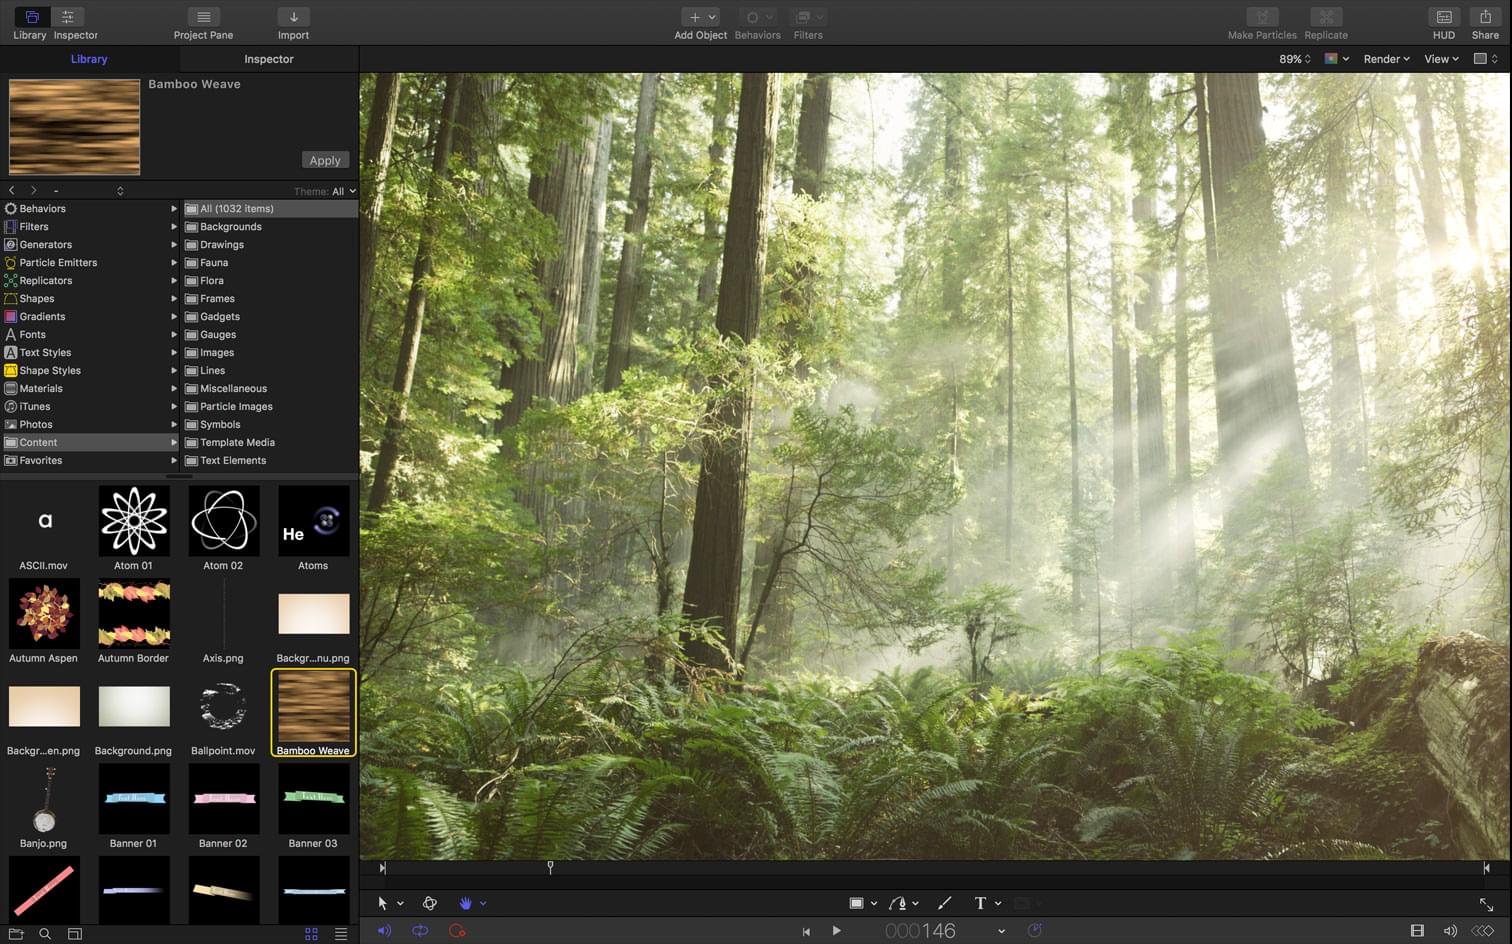 Library Inspector Project Pane Import Add Object Behaviors Filters Make Particles Replicate HUD Share
Library Inspector 89% Render View
Bamboo Weave
Apply
- Theme: All
Behaviors
Filters
Generators
Particle Emitters
Replicators
Shapes
Gradients
Fonts
Text Styles
Shape Styles
Materials
iTunes
Photos
Content
Favorites
All (1032 items)
Backgrounds
Drawings
Fauna
Flora
Frames
Gadgets
Gauges
Images
Lines
Miscellaneous
Particle Images
Symbols
Template Media
Text Elements
a
He
ASCII.mov Atom 01 Atom 02 Atoms
Autumn Aspen Autumn Border Axis.png Backgr...nu.png
Backgr...en.png Background.png Ballpoint.mov Bamboo Weave
Banjo.png Banner 01 Banner 02 Banner 03
T
000146